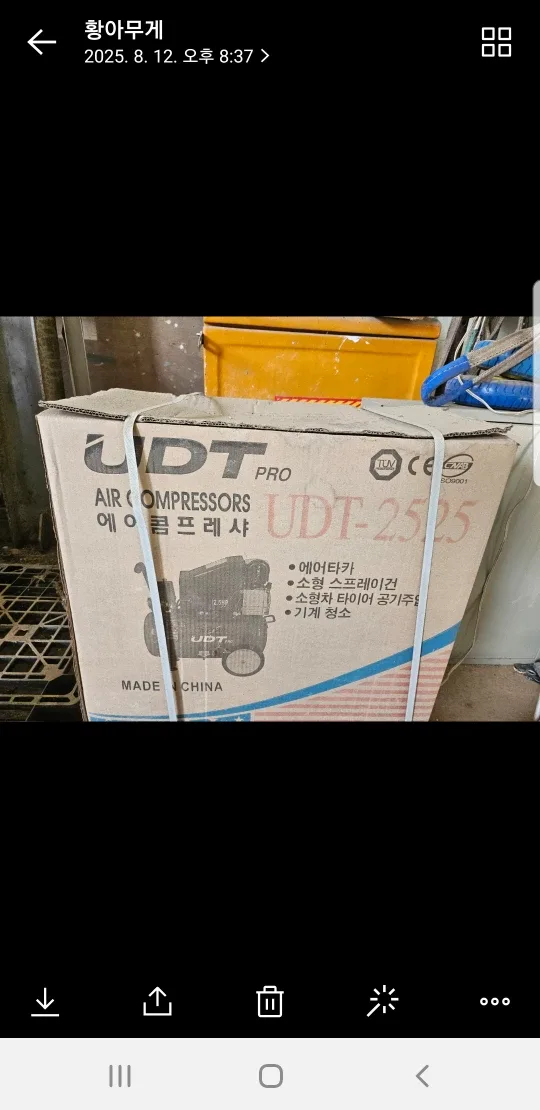 황아무게
2025. 8. 12. 오후 8:37
UDT PRO
TÜV CE
ISO9001
AIR COMPRESSORS
에어콤프레샤
UDT-2525
• 에어타카
• 소형 스프레이건
• 소형차 타이어 공기주입
• 기계 청소
UDT
MADE IN CHINA